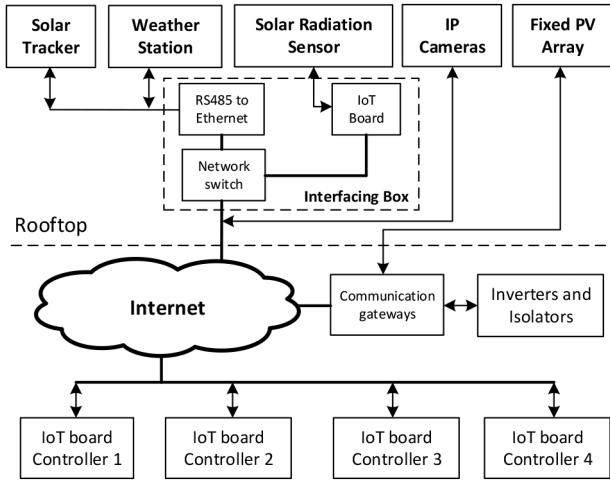 Solar
Tracker
Weather
Station
Solar Radiation
Sensor
IP
Cameras
Fixed PV
Array
RS485 to
Ethernet
IoT
Board
Network
switch
Interfacing Box
Rooftop
Internet
Communication
gateways
Inverters and
Isolators
IoT board
Controller 1
IoT board
Controller 2
IoT board
Controller 3
IoT board
Controller 4